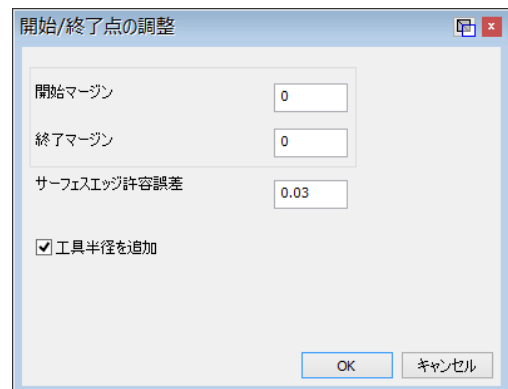 開始/終了点の調整
開始マージン
0
終了マージン
0
サーフェスエッジ許容誤差
0.03
工具半径を追加
OK
キャンセル